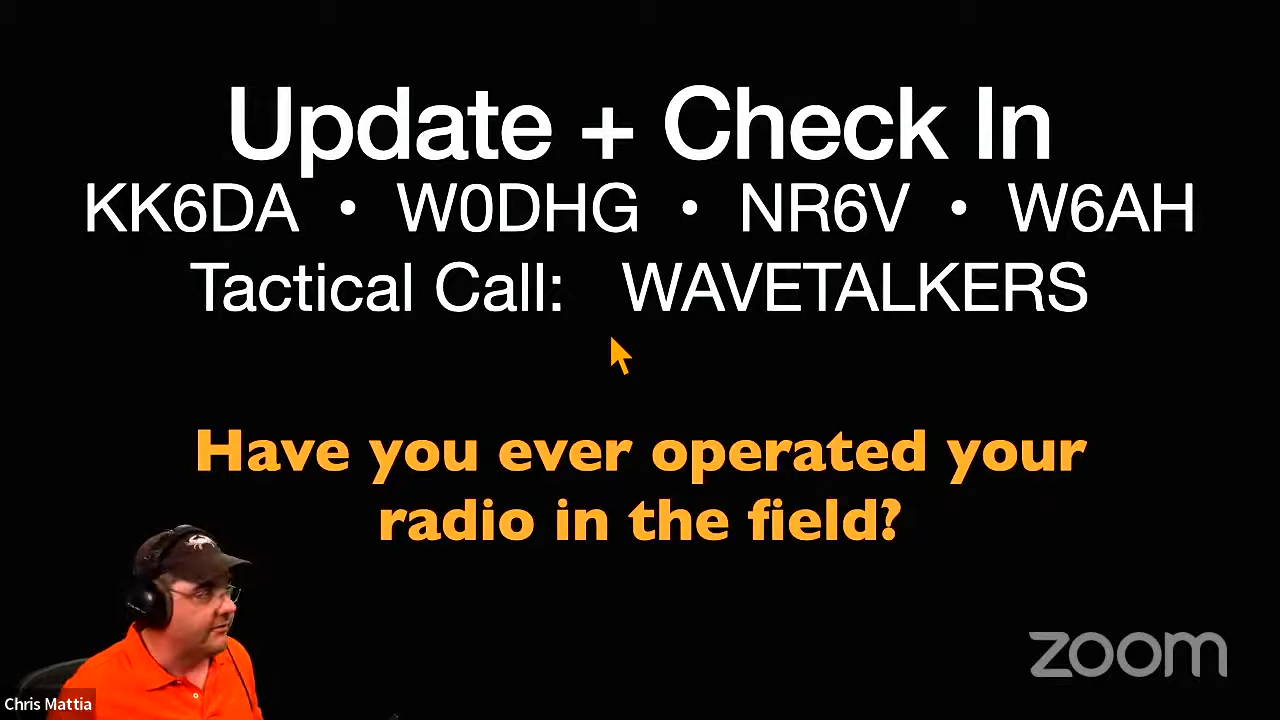 Update + Check In
KK6DA • W0DHG • NR6V • W6AH
Tactical Call: WAVETALKERS
Have you ever operated your
radio in the field?
zoom
Chris Mattia